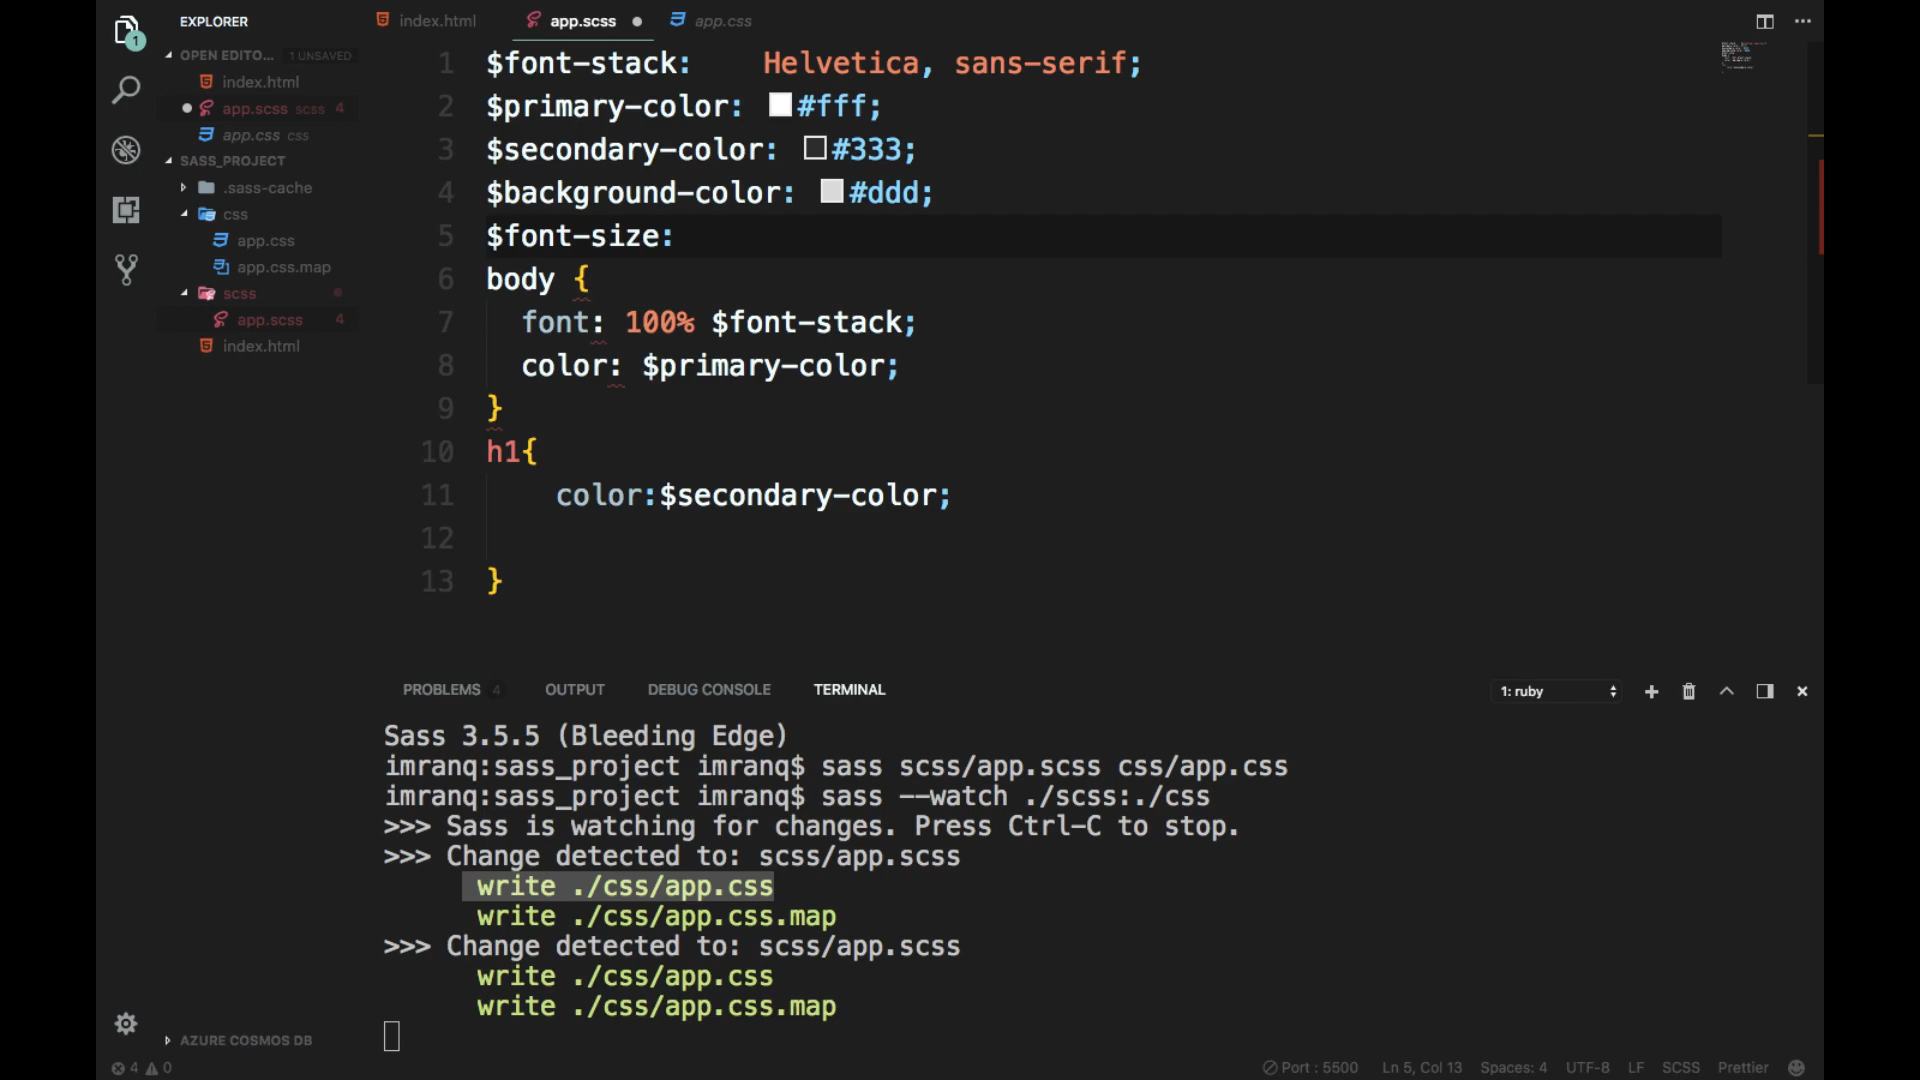 EXPLORER
OPEN EDITO... 1 UNSAVED
index.html
app.scss scss 4
app.css css
SASS_PROJECT
.sass-cache
css
app.css
app.css.map
scss
app.scss 4
index.html
AZURE COSMOS DB
1
index.html app.scss app.css
1 $font-stack:    Helvetica, sans-serif;
2 $primary-color: #fff;
3 $secondary-color: #333;
4 $background-color: #ddd;
5 $font-size:
6 body {
7   font: 100% $font-stack;
8   color: $primary-color;
9 }
10 h1{
11     color:$secondary-color;
12
13 }
PROBLEMS 4 OUTPUT DEBUG CONSOLE TERMINAL 1: ruby
Sass 3.5.5 (Bleeding Edge)
imranq:sass_project imranq$ sass scss/app.scss css/app.css
imranq:sass_project imranq$ sass --watch ./scss:./css
>>> Sass is watching for changes. Press Ctrl-C to stop.
>>> Change detected to: scss/app.scss
      write ./css/app.css
      write ./css/app.css.map
>>> Change detected to: scss/app.scss
      write ./css/app.css
      write ./css/app.css.map
4 0 Port : 5500 Ln 5, Col 13 Spaces: 4 UTF-8 LF SCSS Prettier